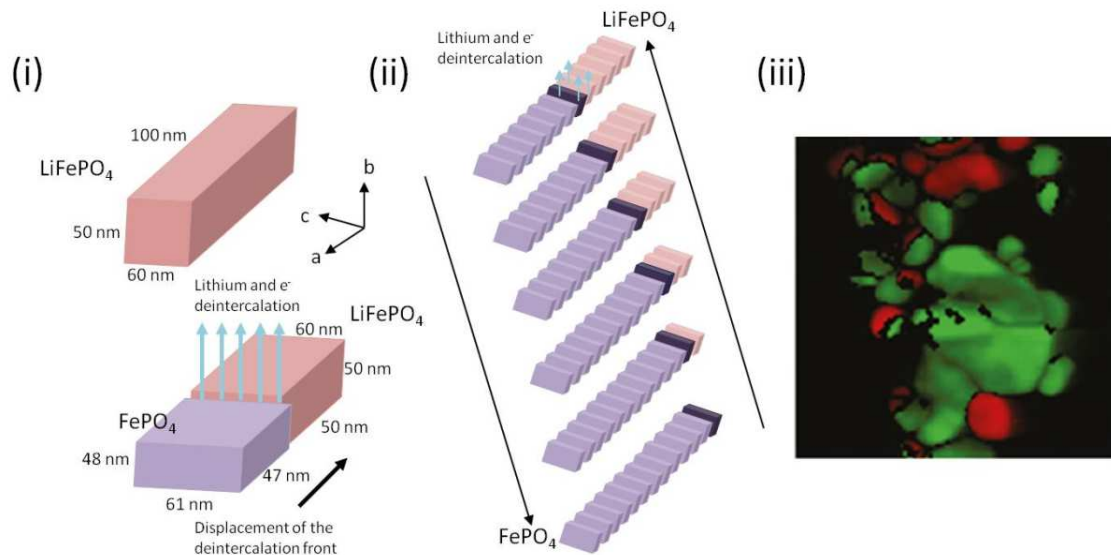 (i)
100 nm
LiFePO4
50 nm
60 nm
b
c
a
Lithium and e-
deintercalation
LiFePO4
60 nm
50 nm
FePO4
50 nm
48 nm
47 nm
61 nm
Displacement of the
deintercalation front
(ii)
LiFePO4
Lithium and e-
deintercalation
FePO4
(iii)